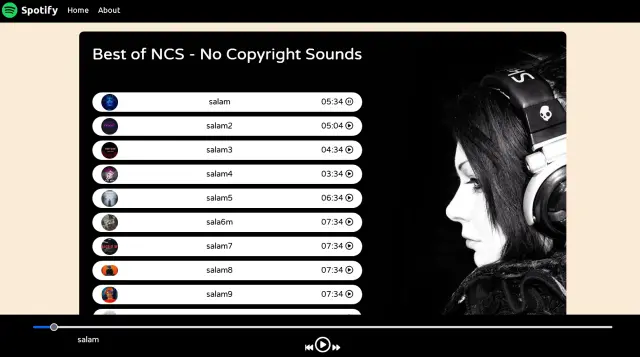 Spotify Home About
Best of NCS - No Copyright Sounds
salam 05:34
salam2 05:04
salam3 04:34
salam4 03:34
salam5 06:34
sala6m 07:34
salam7 07:34
salam8 07:34
salam9 07:34
salam